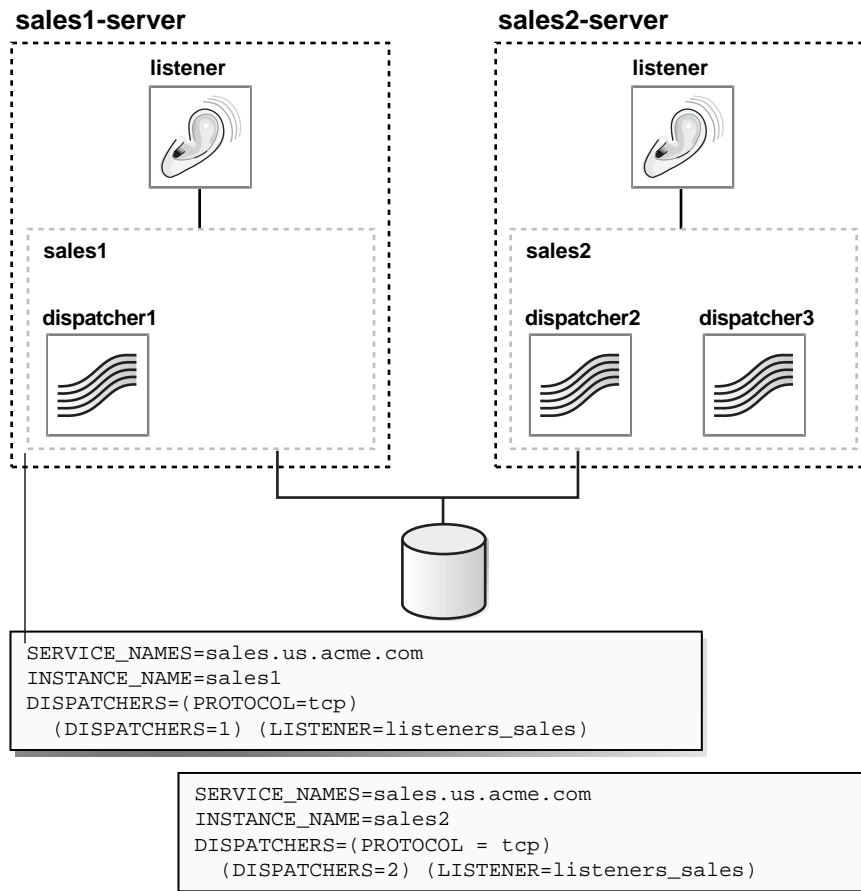 sales1-server
sales2-server
listener
listener
sales1
sales2
dispatcher1
dispatcher2
dispatcher3
SERVICE_NAMES=sales.us.acme.com
INSTANCE_NAME=sales1
DISPATCHERS=(PROTOCOL=tcp)
(DISPATCHERS=1) (LISTENER=listeners_sales)
SERVICE_NAMES=sales.us.acme.com
INSTANCE_NAME=sales2
DISPATCHERS=(PROTOCOL = tcp)
(DISPATCHERS=2) (LISTENER=listeners_sales)